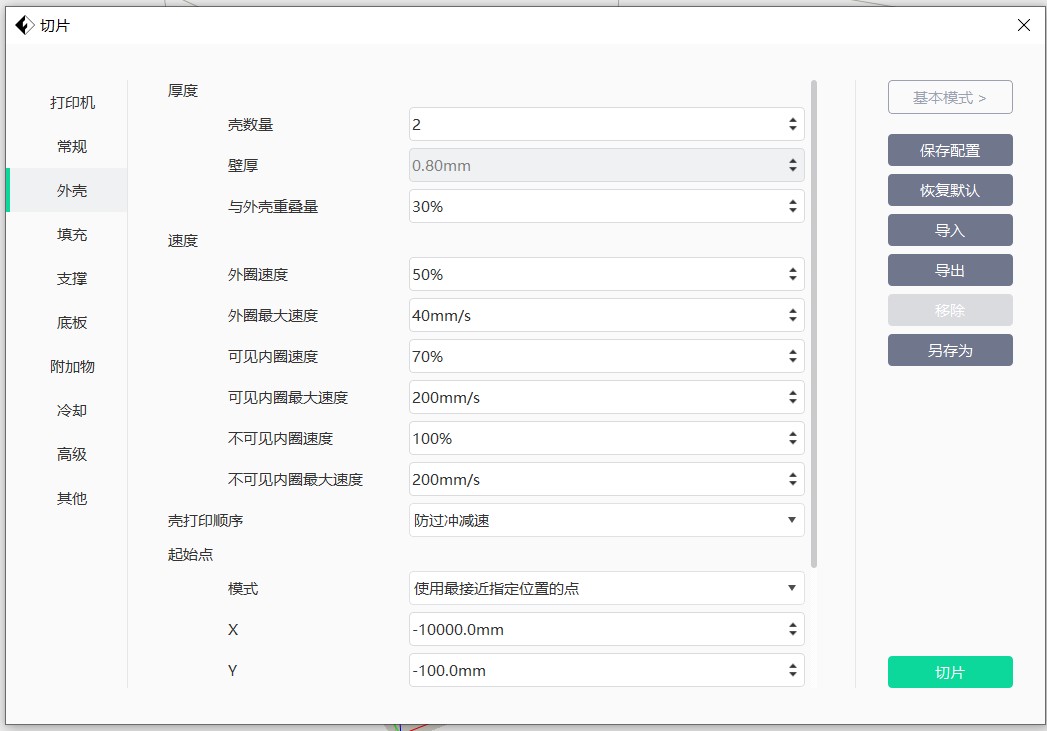 切片
打印机
常规
外壳
填充
支撑
底板
附加物
冷却
高级
其他
厚度
壳数量 2
壁厚 0.80mm
与外壳重叠量 30%
速度
外圈速度 50%
外圈最大速度 40mm/s
可见内圈速度 70%
可见内圈最大速度 200mm/s
不可见内圈速度 100%
不可见内圈最大速度 200mm/s
壳打印顺序 防过冲减速
起始点
模式 使用最接近指定位置的点
X -10000.0mm
Y -100.0mm
基本模式 >
保存配置
恢复默认
导入
导出
移除
另存为
切片